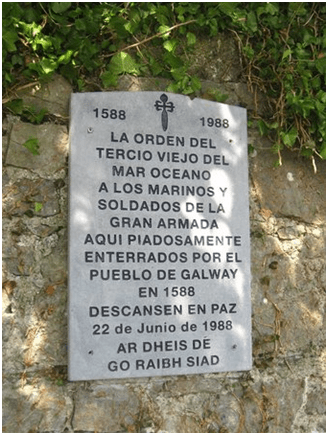 1588 1988
LA ORDEN DEL
TERCIO VIEJO DEL
MAR OCEANO
A LOS MARINOS Y
SOLDADOS DE LA
GRAN ARMADA
AQUI PIADOSAMENTE
ENTERRADOS POR EL
PUEBLO DE GALWAY
EN 1588
DESCANSEN EN PAZ
22 de Junio de 1988
AR DHEIS DÉ
GO RAIBH SIAD